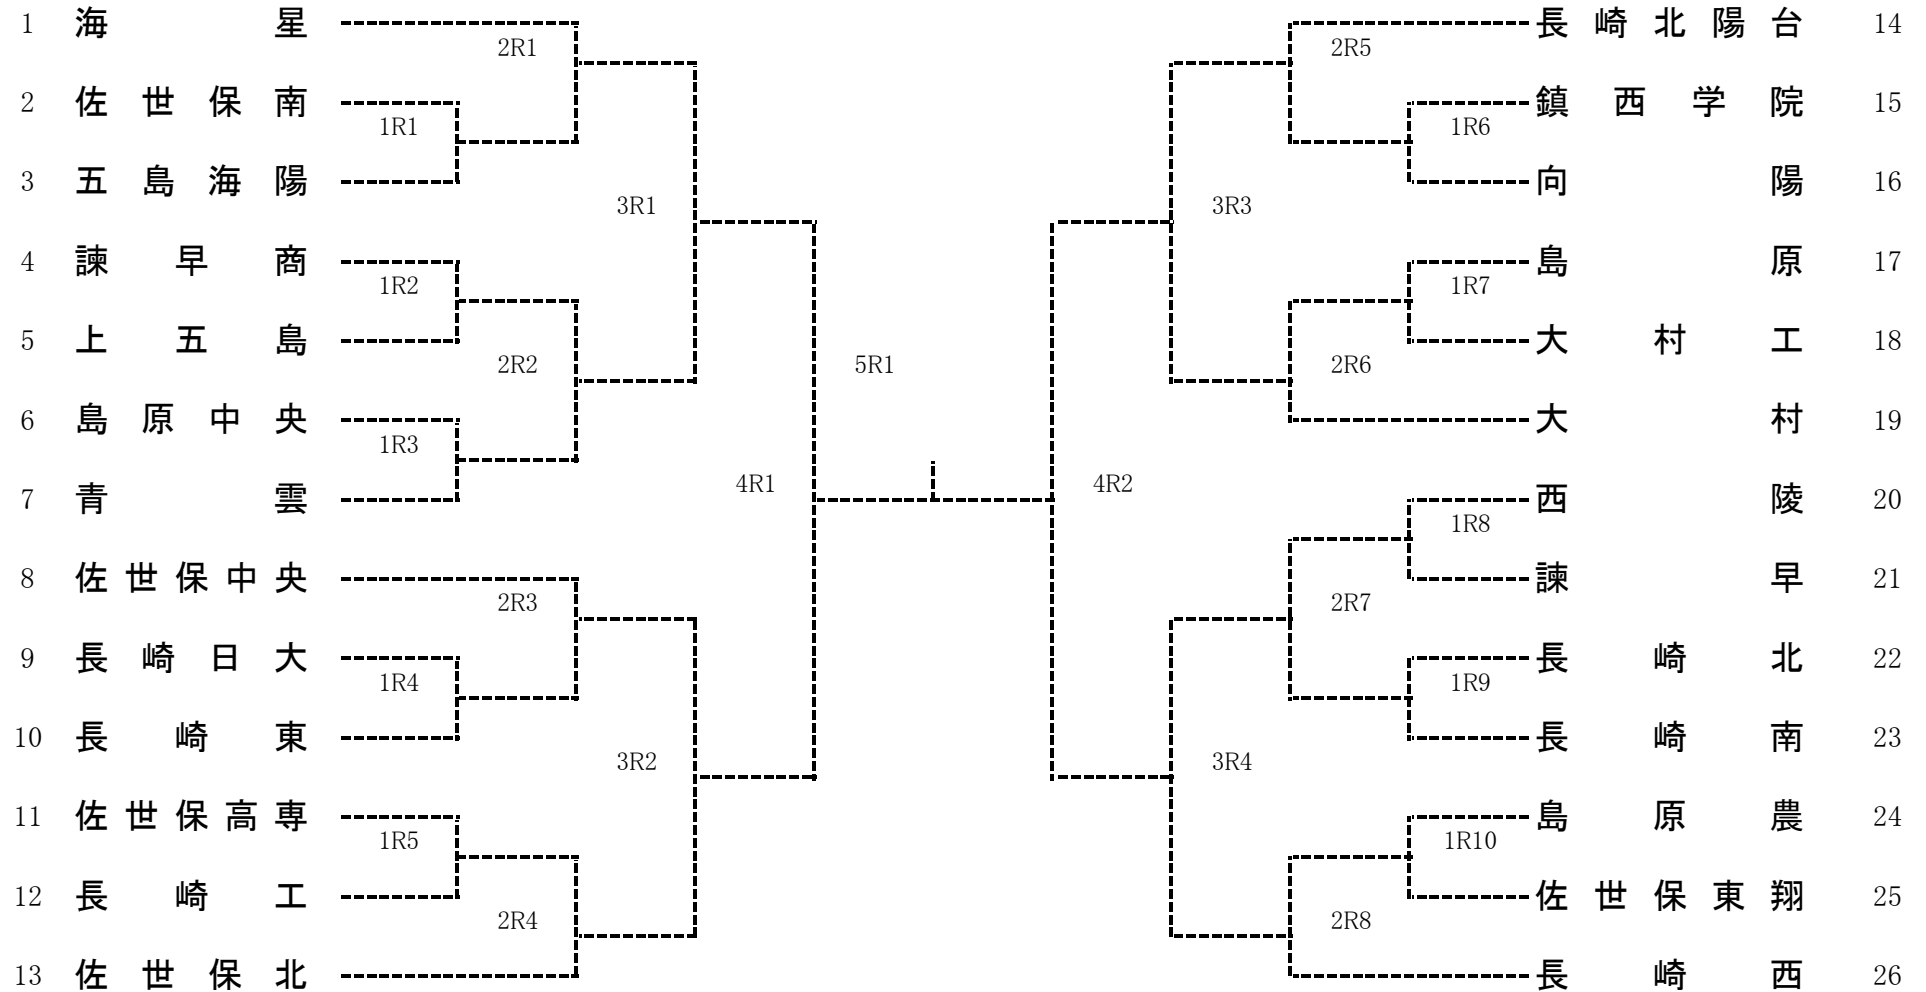 1 海星 長崎北陽台 14
2R1 2R5
2 佐世保南 鎮西学院 15
1R1 1R6
3 五島海陽 向陽 16
3R1 3R3
4 諫早商 島原 17
1R2 1R7
5 上五島 大村工 18
2R2 5R1 2R6
6 島原中央 大村 19
1R3
4R1 4R2
7 青雲 西陵 20
1R8
8 佐世保中央 諫早 21
2R3 2R7
9 長崎日大 長崎北 22
1R4 1R9
10 長崎東 長崎南 23
3R2 3R4
11 佐世保高専 島原農 24
1R5 1R10
12 長崎工 佐世保東翔 25
2R4 2R8
13 佐世保北 長崎西 26